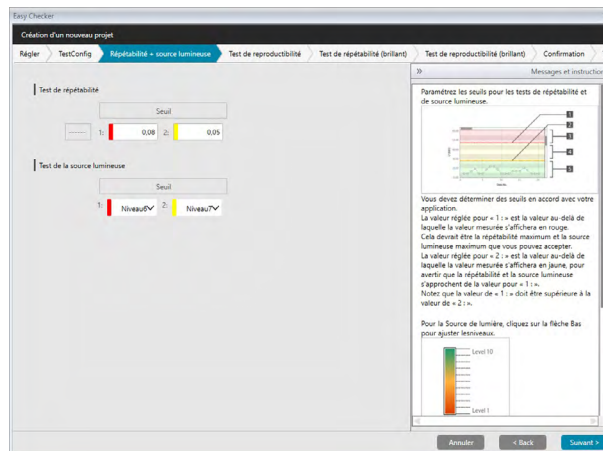 Easy Checker
Création d'un nouveau projet
Régler
TestConfig
Répétabilité + source lumineuse
Test de reproductibilité
Test de répétabilité (brillant)
Test de reproductibilité (brillant)
Confirmation
Test de répétabilité
Seuil
1: 0,08 2: 0,05
Test de la source lumineuse
Seuil
1: Niveau6 2: Niveau7
» Messages et instruction
Paramétrez les seuils pour les tests de répétabilité et
de source lumineuse.
1
2
3
4
5
Vous devez déterminer des seuils en accord avec votre
application.
La valeur réglée pour « 1 : » est la valeur au-delà de
laquelle la valeur mesurée s'affichera en rouge.
Cela devrait être la répétabilité maximum et la source
lumineuse maximum que vous pouvez accepter.
La valeur réglée pour « 2 : » est la valeur au-delà de
laquelle la valeur mesurée s'affichera en jaune, pour
avertir que la répétabilité et la source lumineuse
s'approchent de la valeur pour « 1 : ».
Notez que la valeur de « 1 : » doit être supérieure à la
valeur de « 2 : ».
Pour la Source de lumière, cliquez sur la flèche Bas
pour ajuster lesniveaux.
Level 10
Level 1
Annuler
< Back
Suivant >